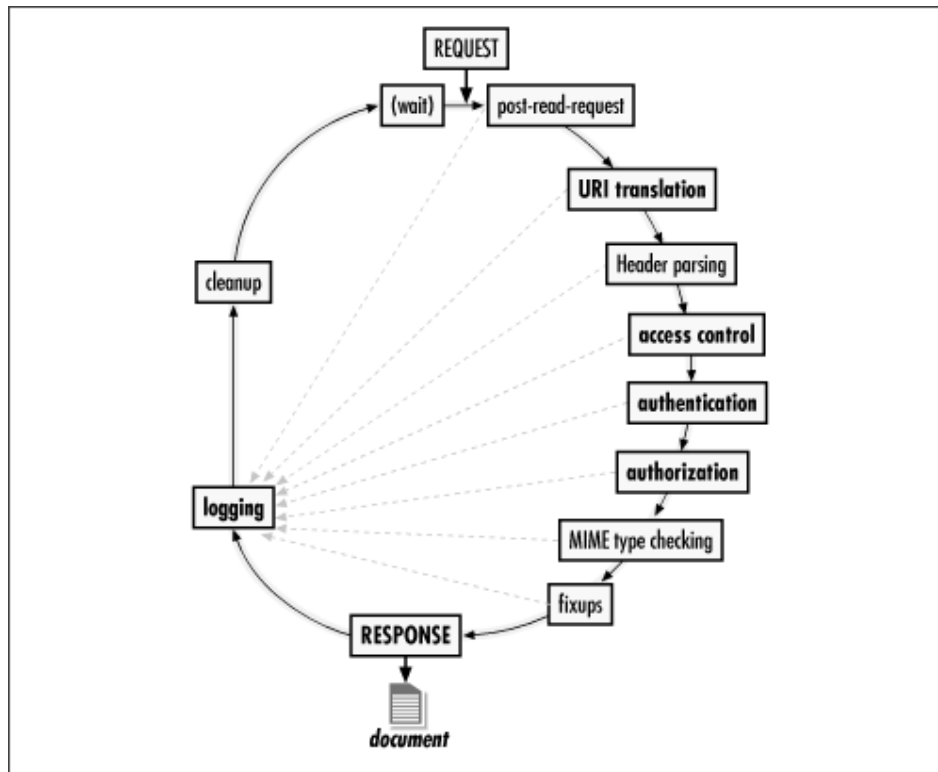 REQUEST
(wait)
post-read-request
URI translation
Header parsing
cleanup
access control
authentication
authorization
logging
MIME type checking
fixups
RESPONSE
document